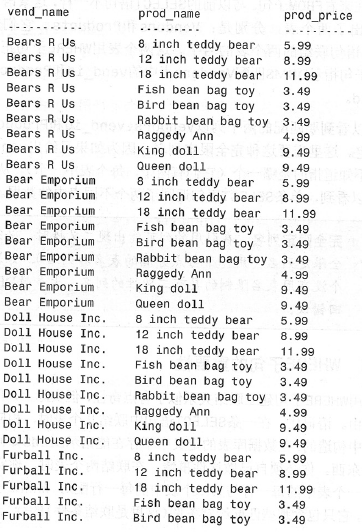 vend_name prod_name prod_price
--------- --------- ----------
Bears R Us 8 inch teddy bear 5.99
Bears R Us 12 inch teddy bear 8.99
Bears R Us 18 inch teddy bear 11.99
Bears R Us Fish bean bag toy 3.49
Bears R Us Bird bean bag toy 3.49
Bears R Us Rabbit bean bag toy 3.49
Bears R Us Raggedy Ann 4.99
Bears R Us King doll 9.49
Bears R Us Queen doll 9.49
Bear Emporium 8 inch teddy bear 5.99
Bear Emporium 12 inch teddy bear 8.99
Bear Emporium 18 inch teddy bear 11.99
Bear Emporium Fish bean bag toy 3.49
Bear Emporium Bird bean bag toy 3.49
Bear Emporium Rabbit bean bag toy 3.49
Bear Emporium Raggedy Ann 4.99
Bear Emporium King doll 9.49
Bear Emporium Queen doll 9.49
Doll House Inc. 8 inch teddy bear 5.99
Doll House Inc. 12 inch teddy bear 8.99
Doll House Inc. 18 inch teddy bear 11.99
Doll House Inc. Fish bean bag toy 3.49
Doll House Inc. Bird bean bag toy 3.49
Doll House Inc. Rabbit bean bag toy 3.49
Doll House Inc. Raggedy Ann 4.99
Doll House Inc. King doll 9.49
Doll House Inc. Queen doll 9.49
Furball Inc. 8 inch teddy bear 5.99
Furball Inc. 12 inch teddy bear 8.99
Furball Inc. 18 inch teddy bear 11.99
Furball Inc. Fish bean bag toy 3.49
Furball Inc. Bird bean bag toy 3.49